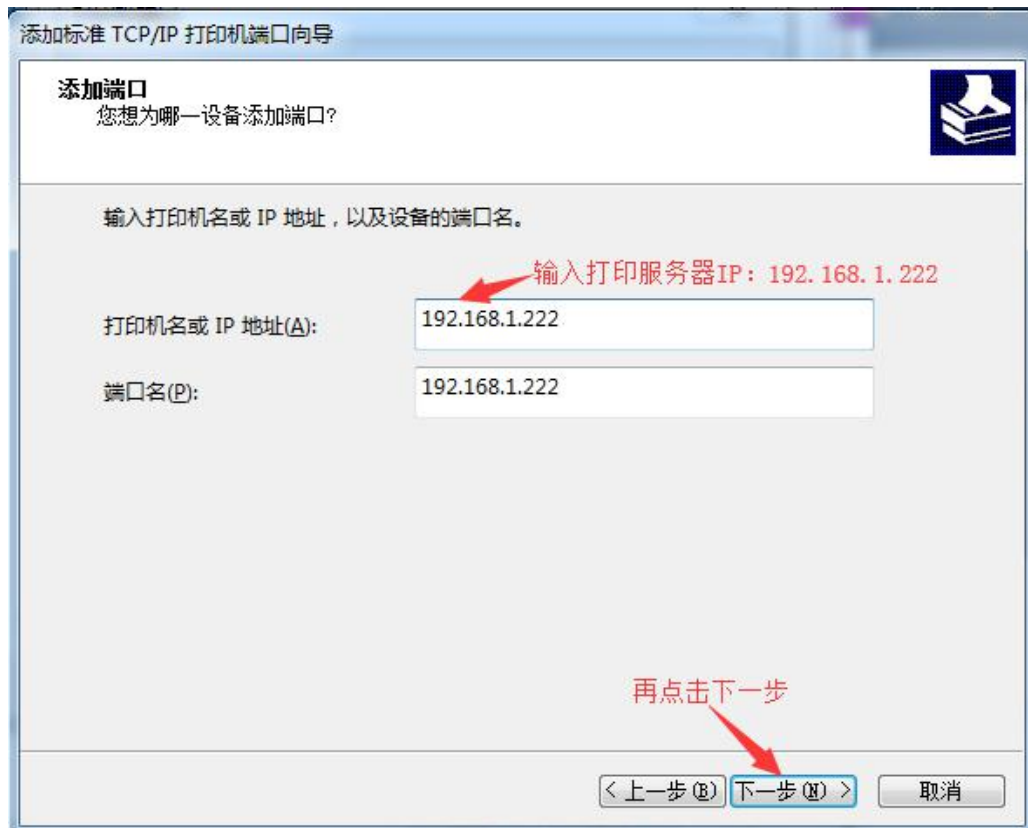 添加标准 TCP/IP 打印机端口向导
添加端口
您想为哪一设备添加端口?
输入打印机名或 IP 地址，以及设备的端口名。
输入打印服务器IP：192.168.1.222
打印机名或 IP 地址(A):
192.168.1.222
端口名(P):
192.168.1.222
再点击下一步
< 上一步(B)
下一步(N) >
取消